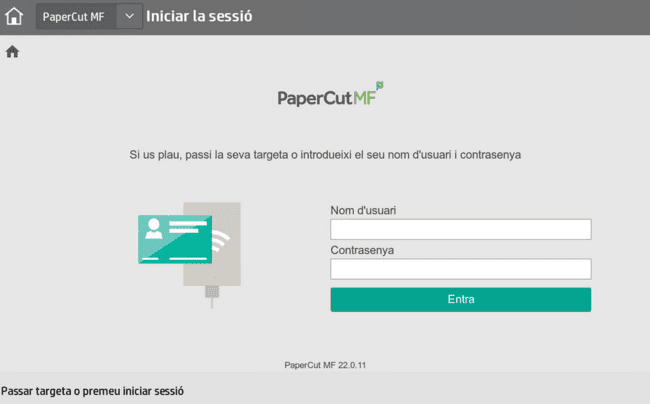 PaperCut MF Iniciar la sessió
PaperCutMF
Si us plau, passi la seva targeta o introdueixi el seu nom d'usuari i contrasenya
Nom d'usuari
Contrasenya
Entra
PaperCut MF 22.0.11
Passar targeta o premeu iniciar sessió